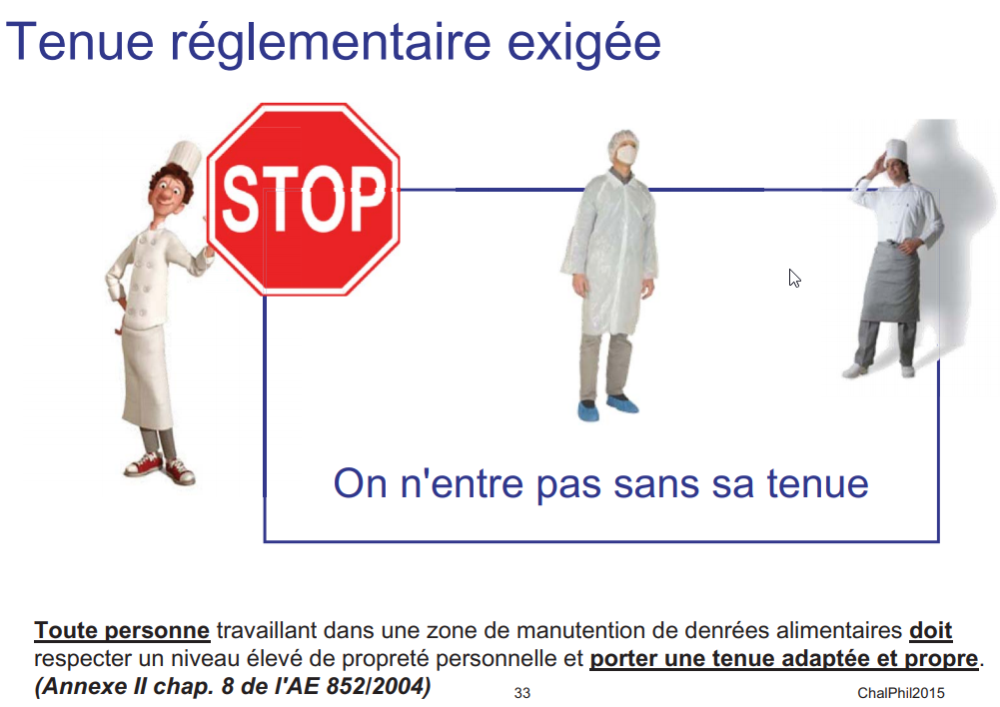 Tenue réglementaire exigée
STOP
On n'entre pas sans sa tenue
Toute personne travaillant dans une zone de manutention de denrées alimentaires doit
respecter un niveau élevé de propreté personnelle et porter une tenue adaptée et propre.
(Annexe II chap. 8 de l'AE 852/2004)
33
ChalPhil2015